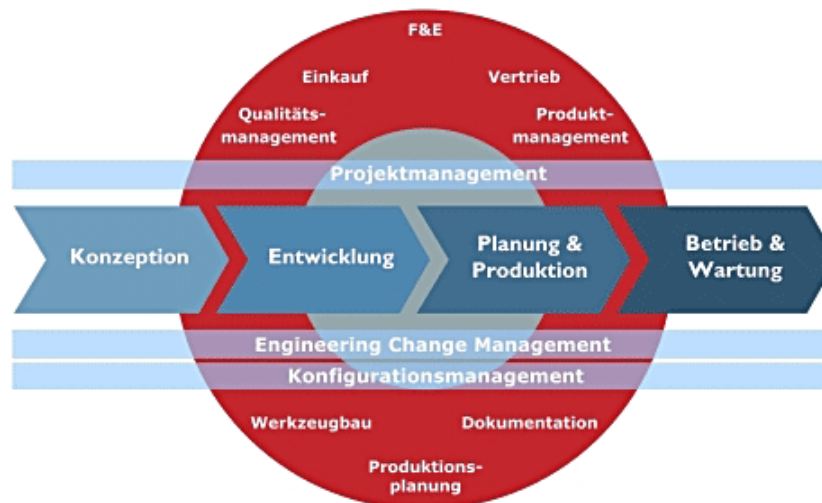 F&E
Einkauf
Vertrieb
Qualitäts-
management
Produkt-
management
Projektmanagement
Konzeption
Entwicklung
Planung &
Produktion
Betrieb &
Wartung
Engineering Change Management
Konfigurationsmanagement
Werkzeugbau
Dokumentation
Produktions-
planung